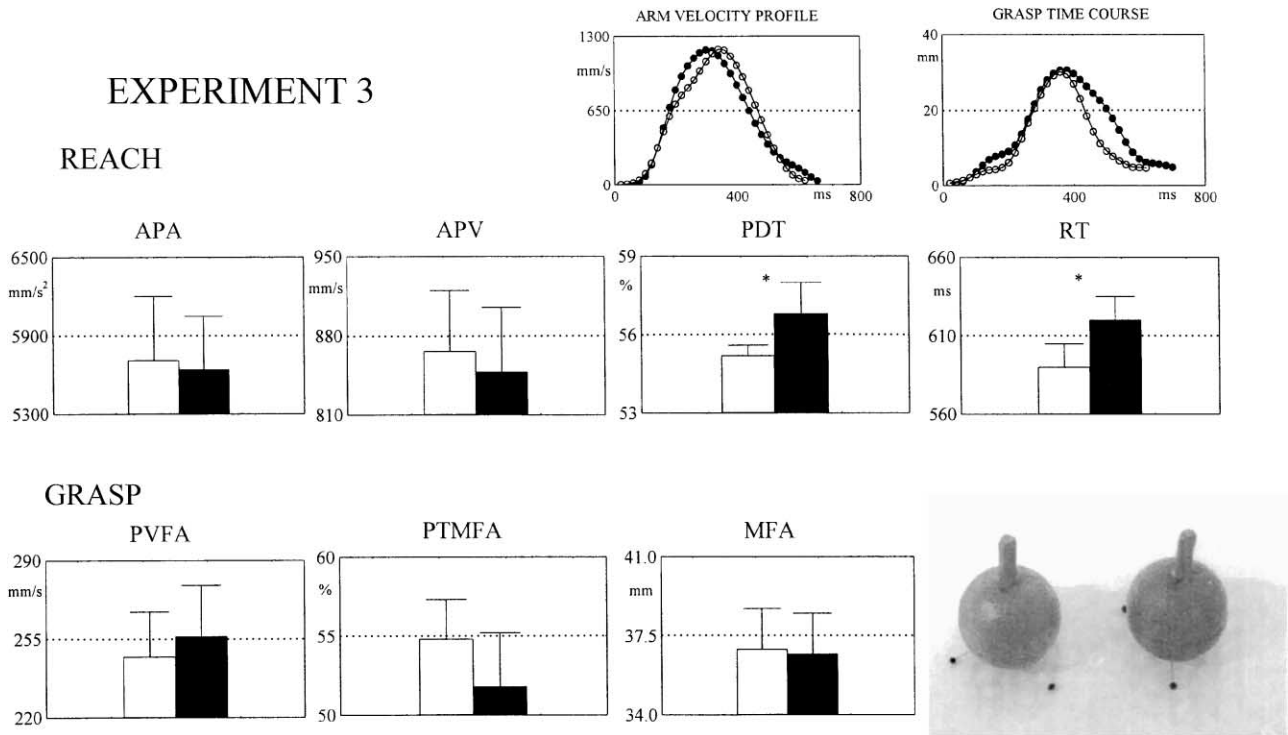 ARM VELOCITY PROFILE
GRASP TIME COURSE
EXPERIMENT 3
1300
mm/s
650
0
0
400
ms
800
40
mm
20
0
0
400
ms
800
REACH
APA
6500
mm/s²
5900
5300
APV
950
mm/s
880
810
PDT
59
%
56
53
*
RT
660
ms
610
560
*
GRASP
PVFA
290
mm/s
255
220
PTMFA
60
%
55
50
MFA
41.0
mm
37.5
34.0